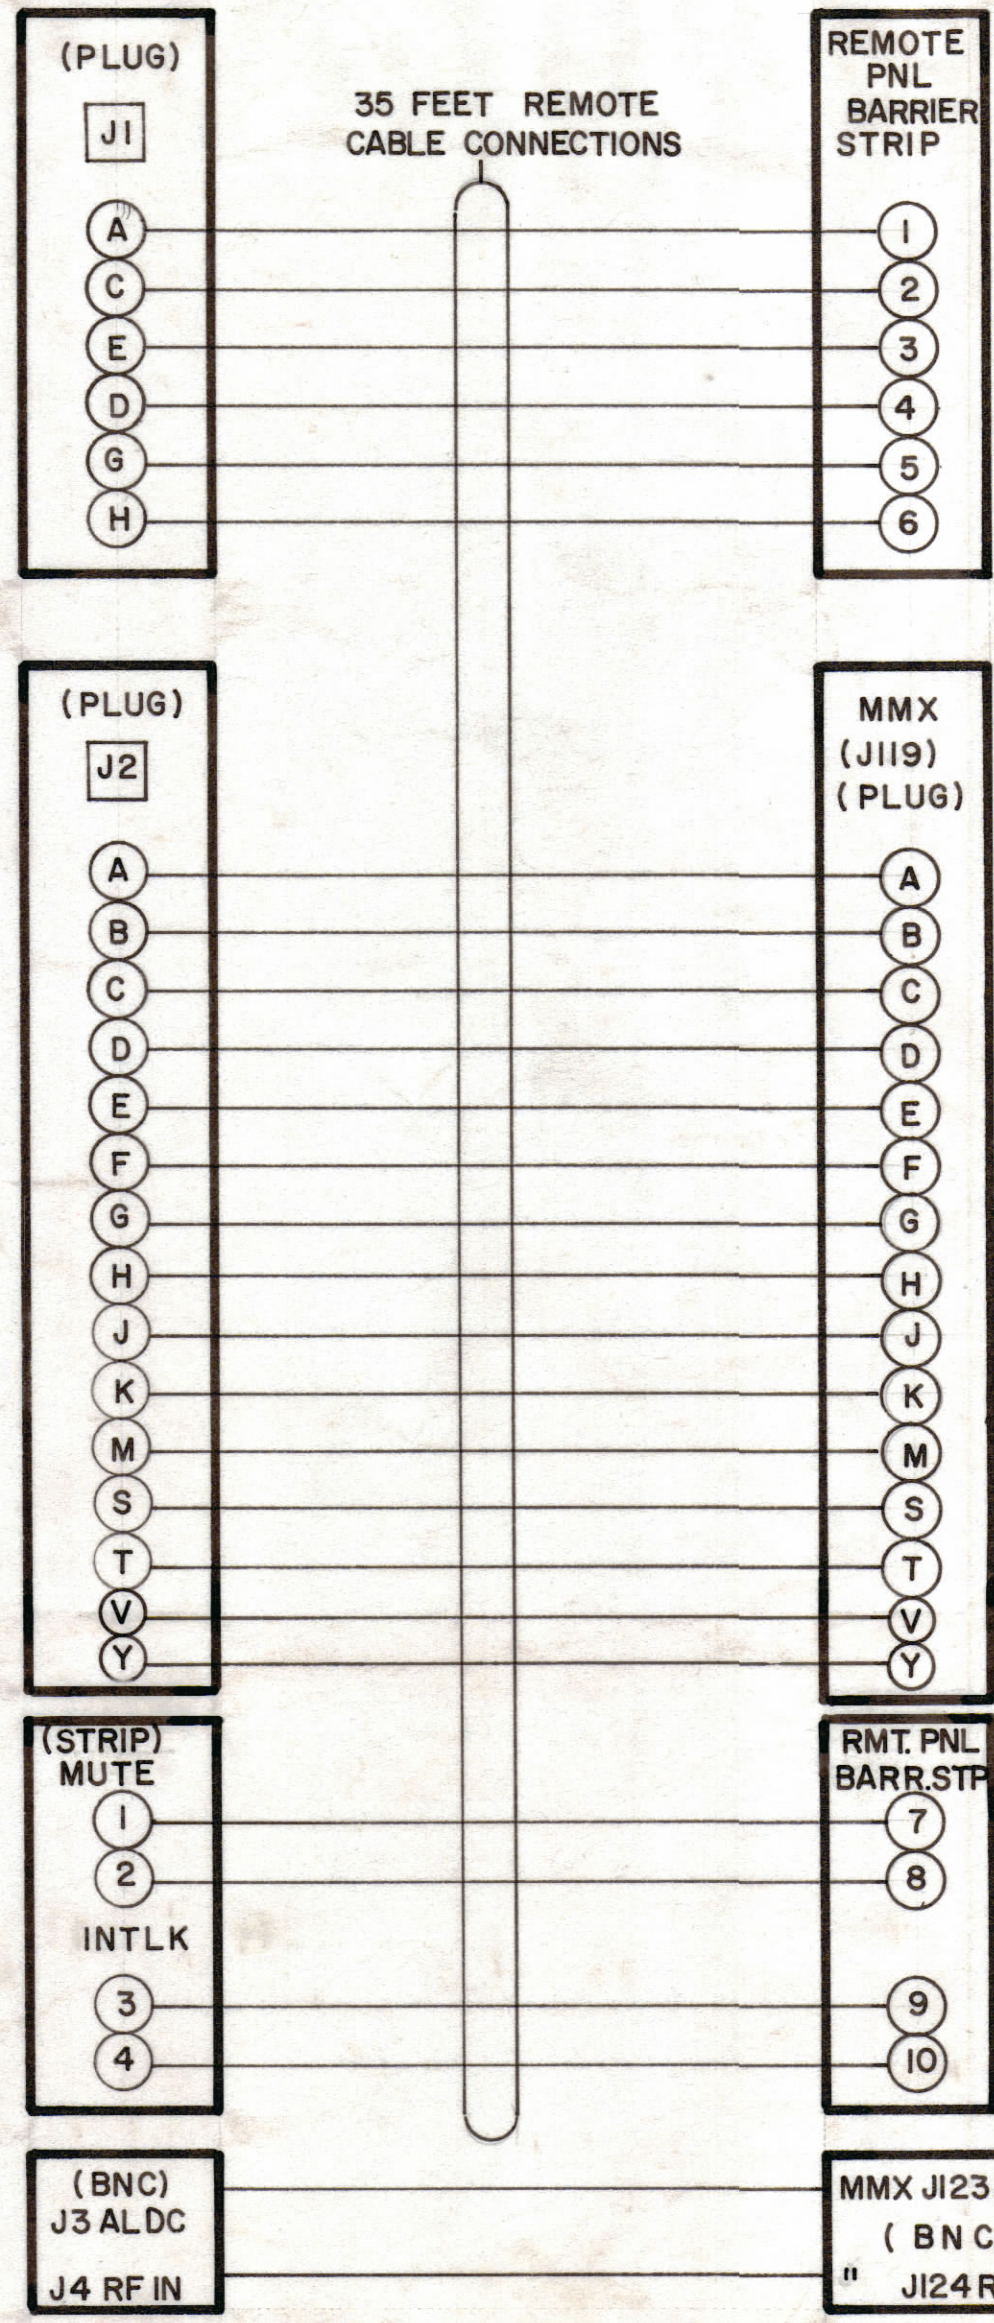 (PLUG)
J1
A
C
E
D
G
H
35 FEET REMOTE
CABLE CONNECTIONS
REMOTE
PNL
BARRIER
STRIP
1
2
3
4
5
6
(PLUG)
J2
A
B
C
D
E
F
G
H
J
K
M
S
T
V
Y
MMX
(J119)
(PLUG)
A
B
C
D
E
F
G
H
J
K
M
S
T
V
Y
(STRIP)
MUTE
1
2
INTLK
3
4
RMT. PNL
BARR.STP
7
8
9
10
(BNC)
J3 ALDC
J4 RF IN
MMX J123
(BNC
" J124 R